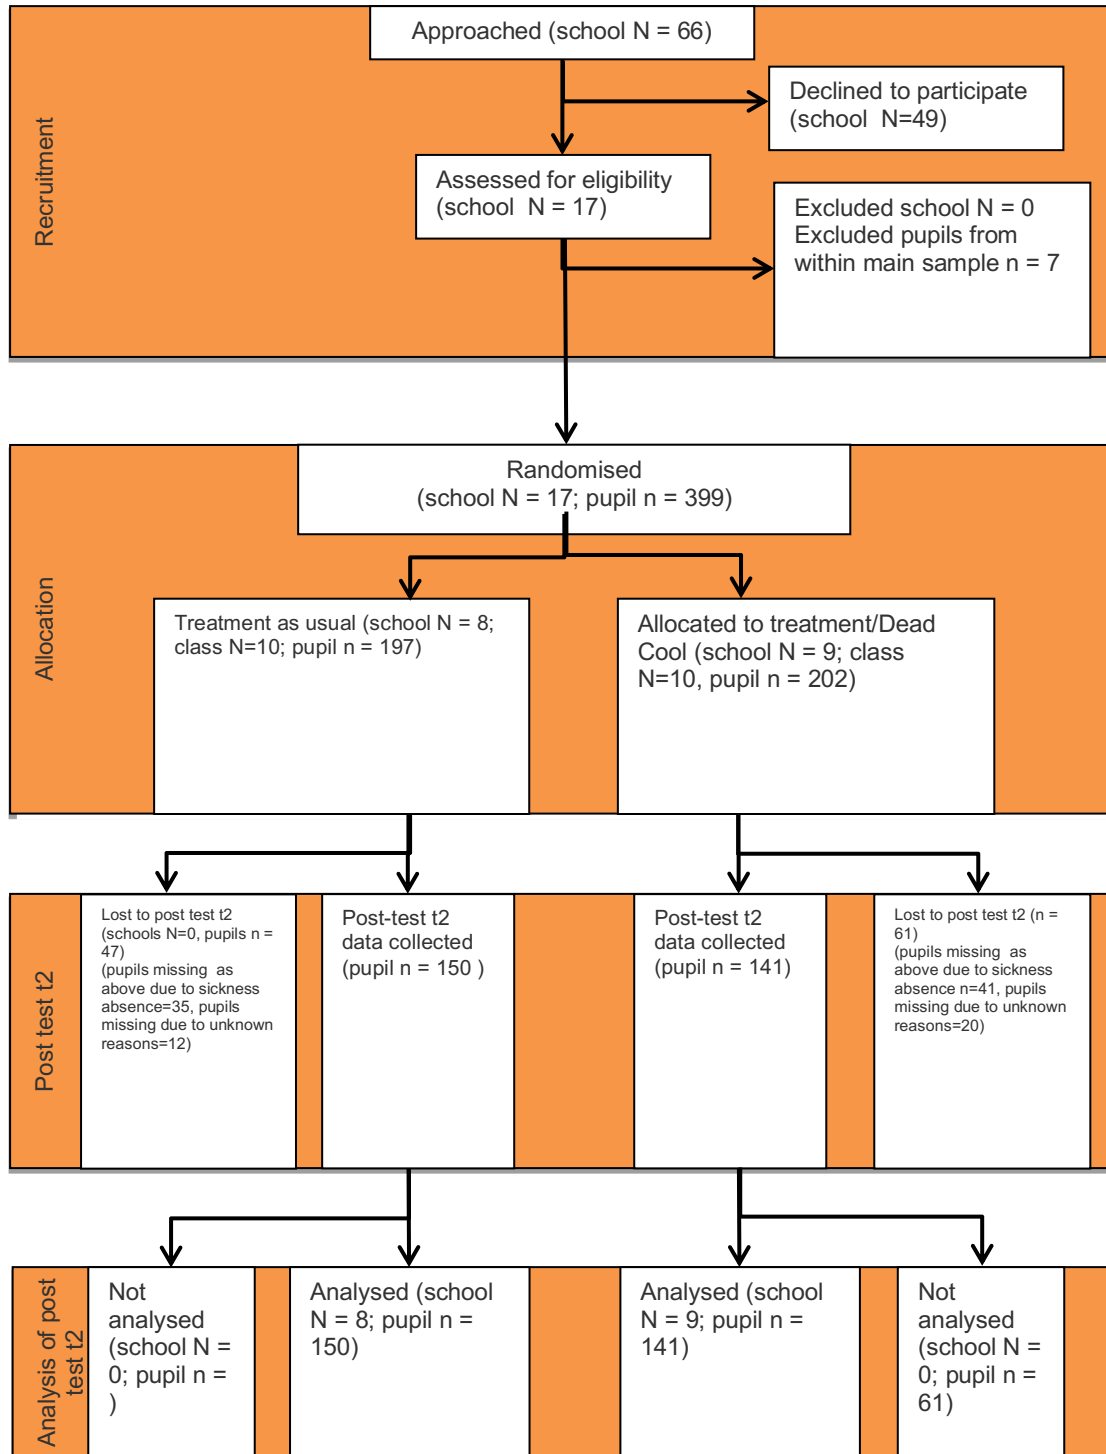 Approached (school N = 66)
Declined to participate
(school N=49)
Recruitment
Assessed for eligibility
(school N = 17)
Excluded school N = 0
Excluded pupils from
within main sample n = 7
Randomised
(school N = 17; pupil n = 399)
Allocation
Treatment as usual (school N = 8;
class N=10; pupil n = 197)
Allocated to treatment/Dead
Cool (school N = 9; class
N=10, pupil n = 202)
Post test t2
Lost to post test t2
(schools N=0, pupils n =
47)
(pupils missing as
above due to sickness
absence=35, pupils
missing due to unknown
reasons=12)
Post-test t2
data collected
(pupil n = 150 )
Post-test t2
data collected
(pupil n = 141)
Lost to post test t2 (n =
61)
(pupils missing as
above due to sickness
absence n=41, pupils
missing due to unknown
reasons=20)
Analysis of post
test t2
Not
analysed
(school N =
0; pupil n =
)
Analysed (school
N = 8; pupil n =
150)
Analysed (school
N = 9; pupil n =
141)
Not
analysed
(school N =
0; pupil n =
61)